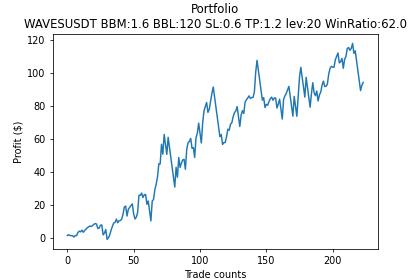 Portfolio
WAVESUSDT BBM:1.6 BBL:120 SL:0.6 TP:1.2 lev:20 WinRatio:62.0
120
100
80
60
40
20
0
Profit ($)
0 50 100 150 200
Trade counts